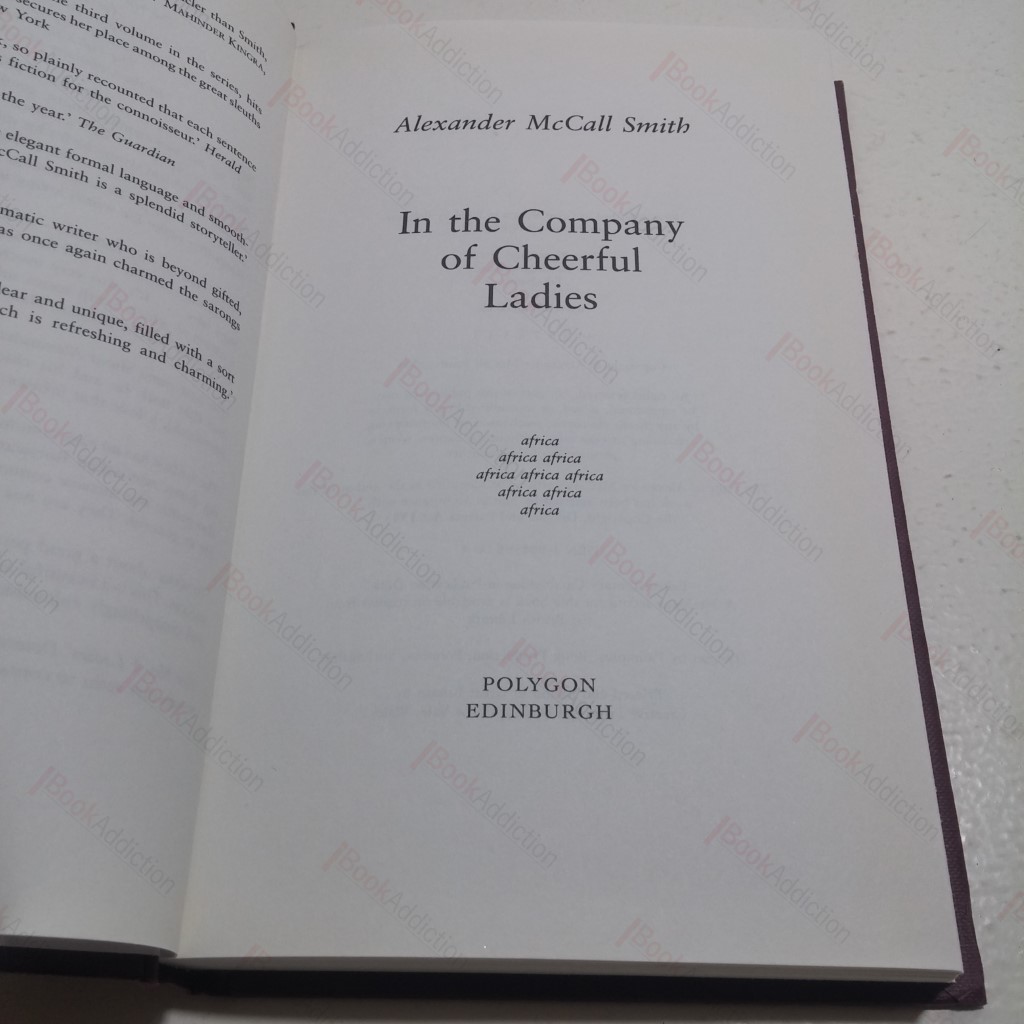 cler than Smith,
MAHINDER KINGRA,
he third volume in the series, hits
secures her place among the great sleuths
w York
, so plainly recounted that each sentence
fiction for the connoisseur.' Herald
the year.' The Guardian
elegant formal language and smooth-
cCall Smith is a splendid storyteller.'
matic writer who is beyond gifted,
as once again charmed the sarongs
lear and unique, filled with a sort
ch is refreshing and charming.'
Alexander McCall Smith
In the Company
of Cheerful
Ladies
africa
africa africa
africa africa africa
africa africa
africa
POLYGON
EDINBURGH
BookAddiction